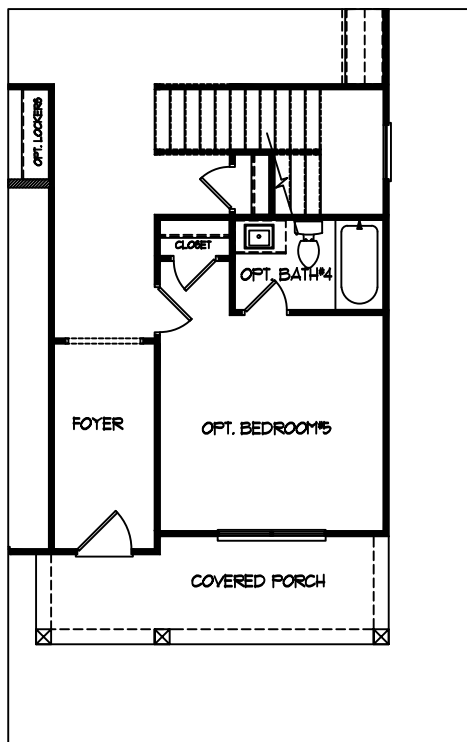 OPT. LOCKERS
CLOSET
OPT. BATH#4
FOYER
OPT. BEDROOM#5
COVERED PORCH